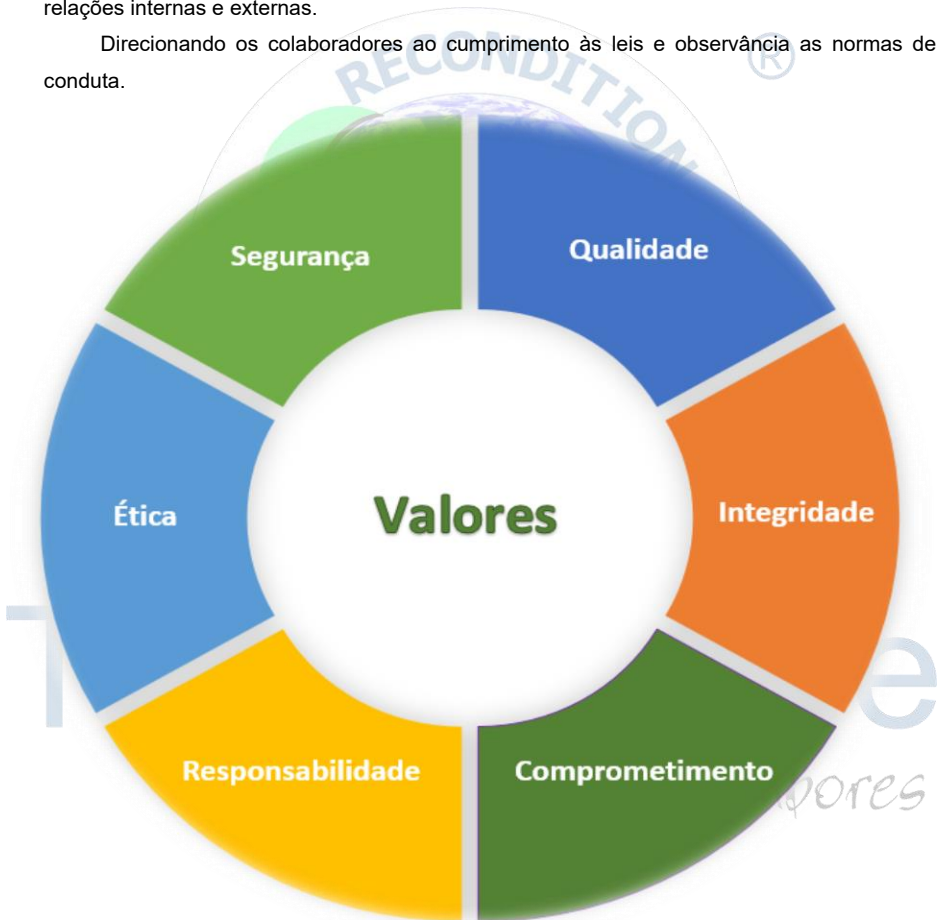 relações internas e externas.
Direcionando os colaboradores ao cumprimento às leis e observância as normas de
conduta.
RECONDITION
®
Segurança
Qualidade
Ética
Valores
Integridade
Responsabilidade
Comprometimento